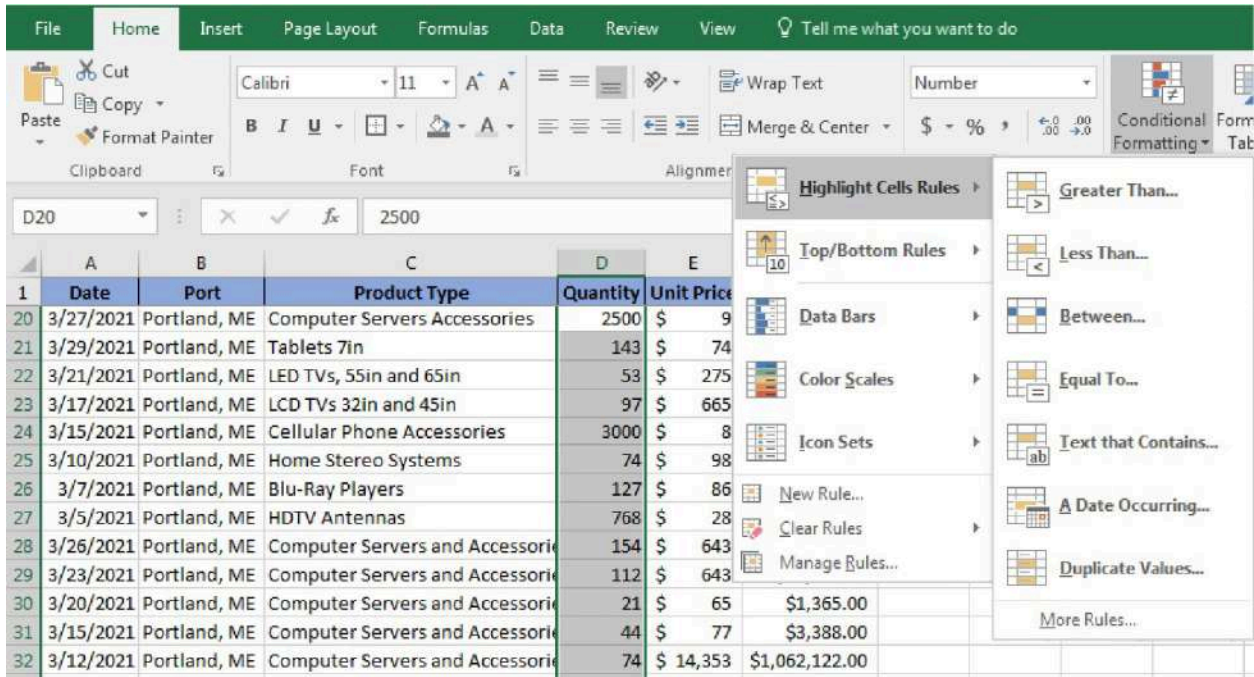 File Home Insert Page Layout Formulas Data Review View Tell me what you want to do
Cut
Copy
Format Painter
Paste
Clipboard
Calibri 11 A A
B I U A
Font
Wrap Text
Merge & Center
Number
$ % , .0 .00 .00 .0
Conditional
Formatting
Highlight Cells Rules
Top/Bottom Rules
Data Bars
Color Scales
Icon Sets
New Rule...
Clear Rules
Manage Rules...
Greater Than...
Less Than...
Between...
Equal To...
Text that Contains...
A Date Occurring...
Duplicate Values...
More Rules...
D20 fx 2500
A B C D E
1 Date Port Product Type Quantity Unit Price
20 3/27/2021 Portland, ME Computer Servers Accessories 2500 $ 9
21 3/29/2021 Portland, ME Tablets 7in 143 $ 74
22 3/21/2021 Portland, ME LED TVs, 55in and 65in 53 $ 275
23 3/17/2021 Portland, ME LCD TVs 32in and 45in 97 $ 665
24 3/15/2021 Portland, ME Cellular Phone Accessories 3000 $ 8
25 3/10/2021 Portland, ME Home Stereo Systems 74 $ 98
26 3/7/2021 Portland, ME Blu-Ray Players 127 $ 86
27 3/5/2021 Portland, ME HDTV Antennas 768 $ 28
28 3/26/2021 Portland, ME Computer Servers and Accessorie 154 $ 643
29 3/23/2021 Portland, ME Computer Servers and Accessorie 112 $ 643
30 3/20/2021 Portland, ME Computer Servers and Accessorie 21 $ 65 $1,365.00
31 3/15/2021 Portland, ME Computer Servers and Accessorie 44 $ 77 $3,388.00
32 3/12/2021 Portland, ME Computer Servers and Accessorie 74 $ 14,353 $1,062,122.00